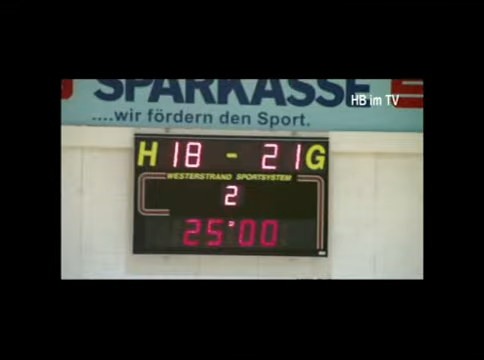 SPARKASSE
HB im TV
....wir fördern den Sport.
H 18 - 21 G
WESTERSTRAND SPORTSYSTEM
2
25:00